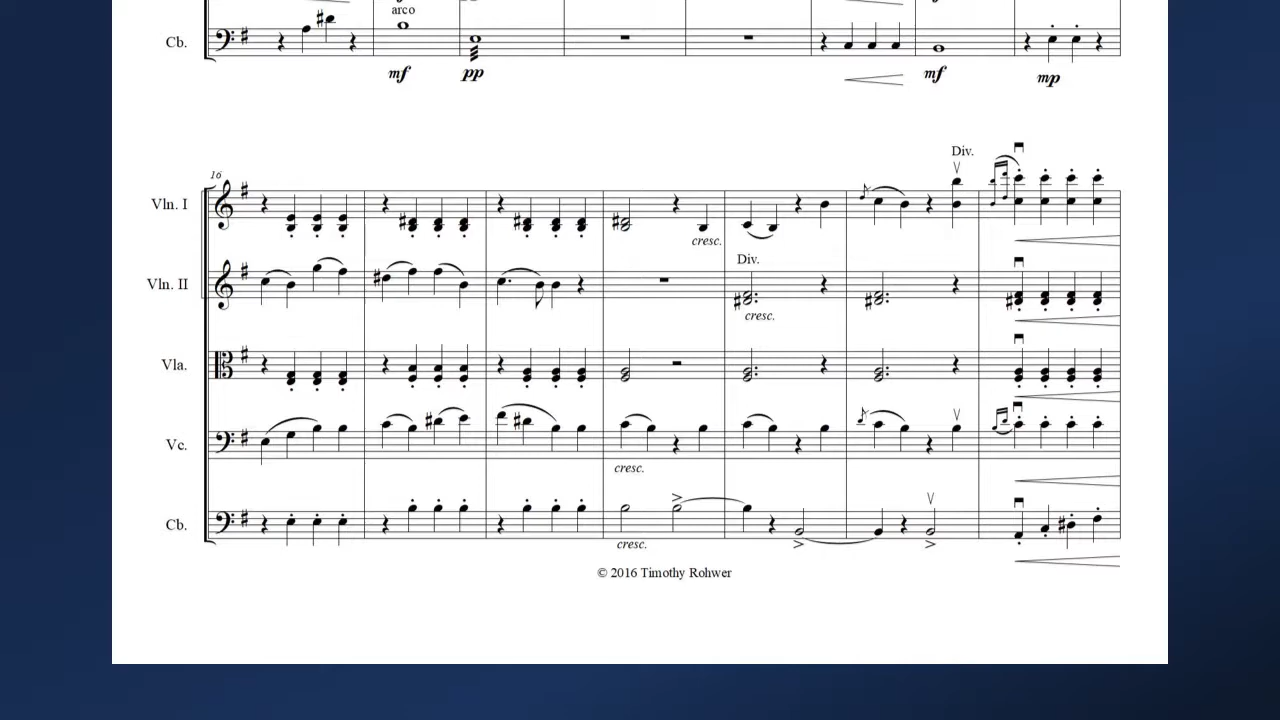 arco
Cb.
mf pp mf mp
Div.
16
Vln. I
cresc.
Div.
Vln. II
cresc.
Vla.
Vc.
cresc.
Cb.
cresc.
© 2016 Timothy Rohwer